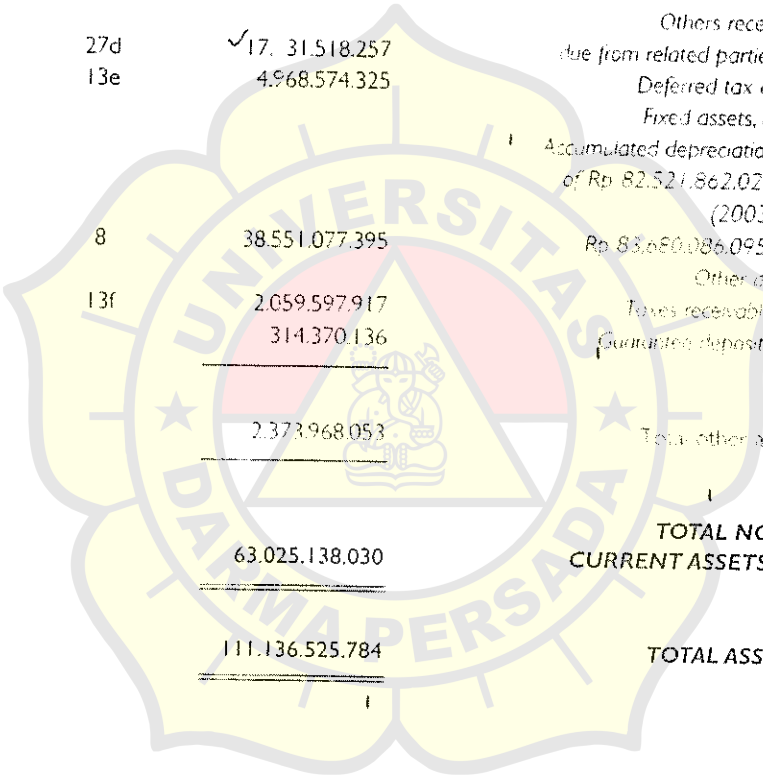 Others rece
27d 17. 31.518.257 due from related partie
13e 4.968.574.325 Deferred tax
Fixed assets,
Accumulated depreciatio
of Rp 82.521.862.02
(2003
8 38.551.077.395 Rp 83.680.086.095
Other
13f 2.059.597.917 Taxes receivabl
314.370.136 Guarantee deposit
2.373.968.053 Total other a
TOTAL NO
63.025.138.030 CURRENT ASSETS
111.136.525.784 TOTAL ASS
UNIVERSITAS
DARMA PERSADA